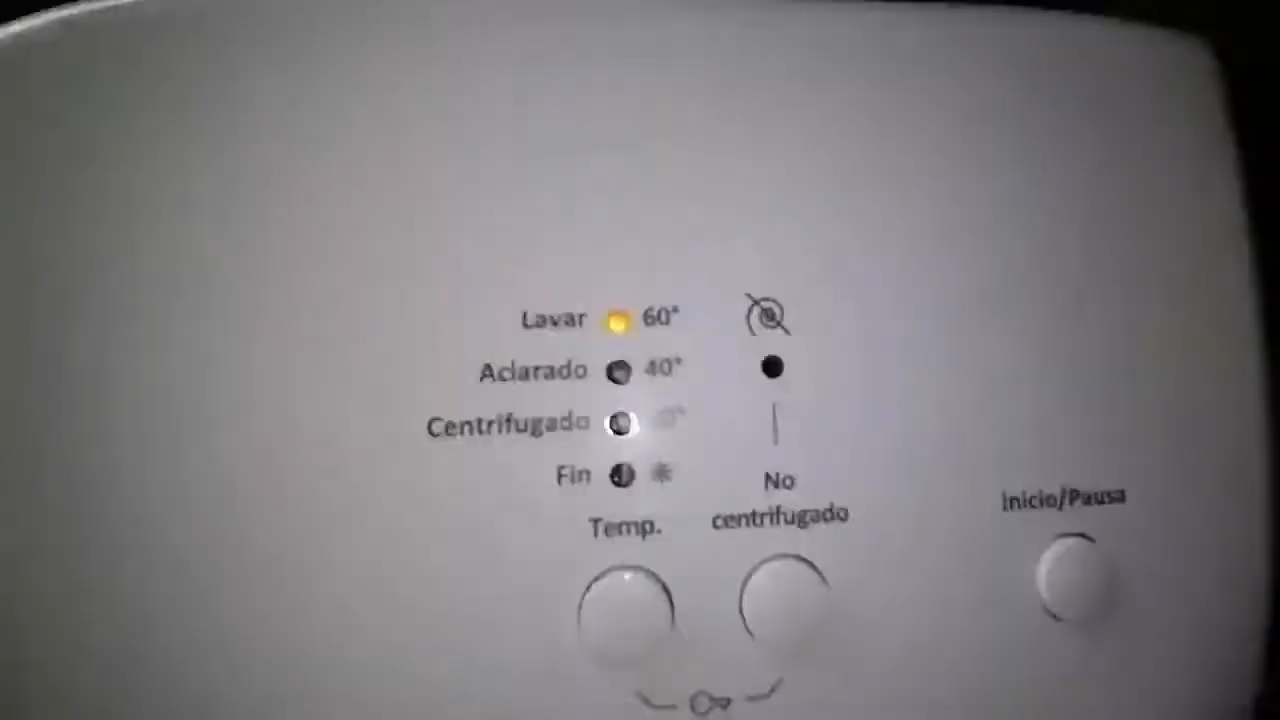 Lavar 60°
Aclarado 40°
Centrifugado
Fin
Temp.
No
centrifugado
Inicio/Pausa